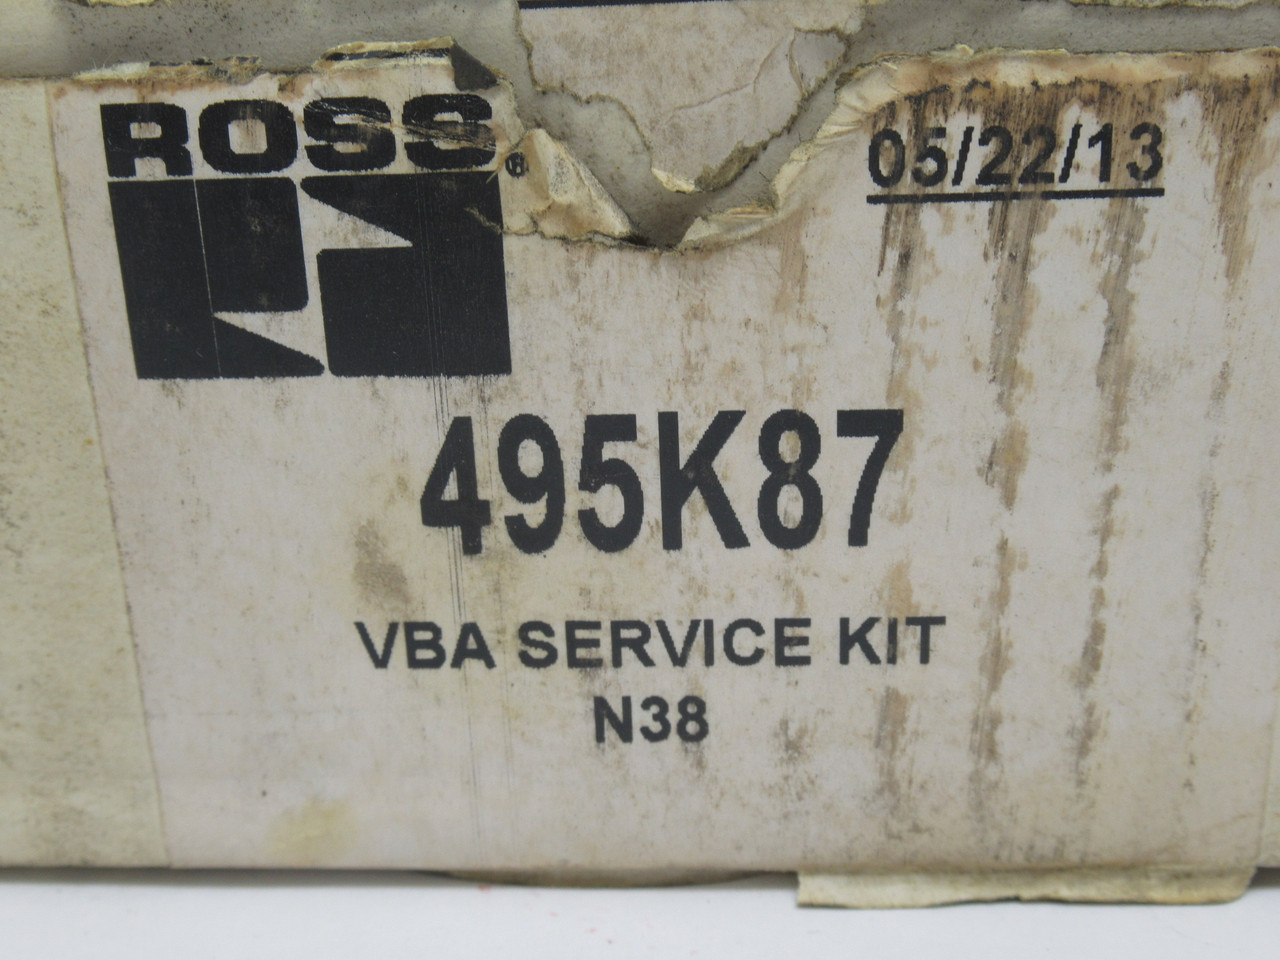 ROSS®
05/22/13
495K87
VBA SERVICE KIT
N38